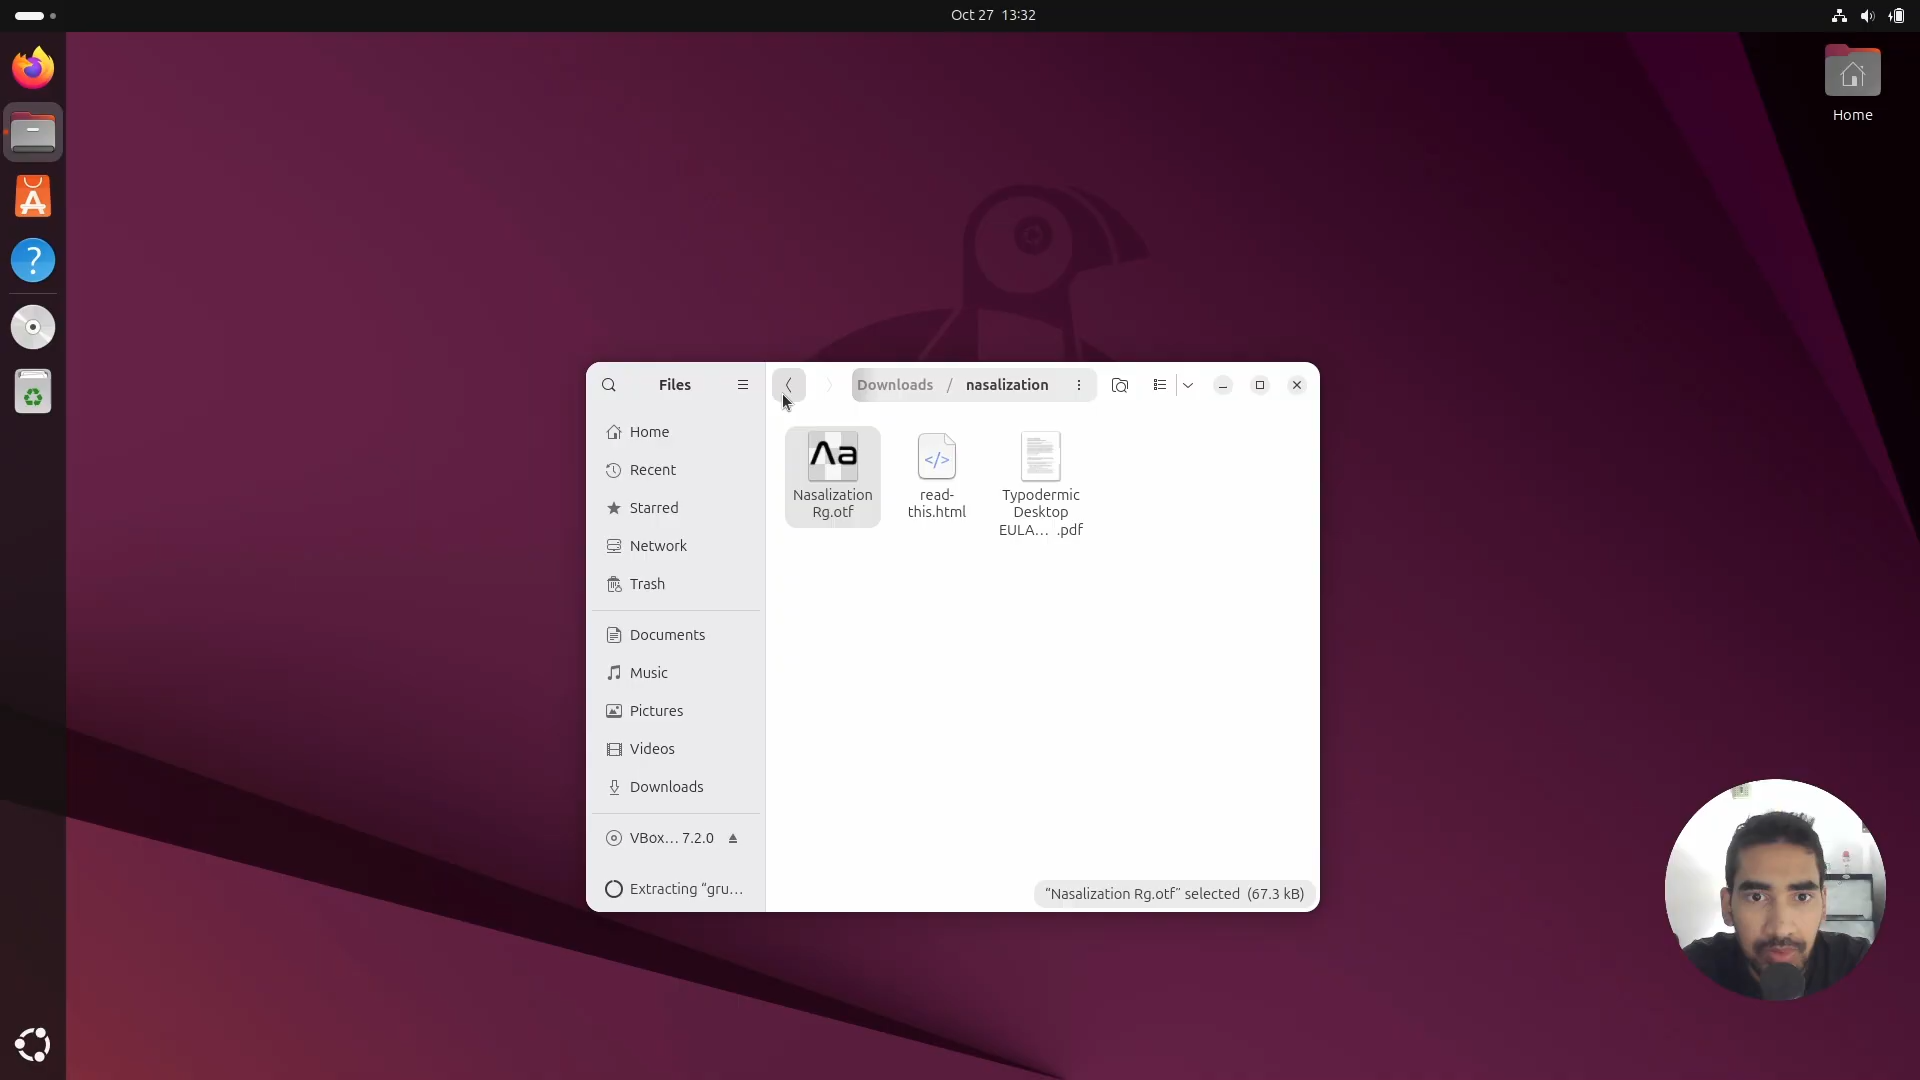 Oct 27 13:32
Home
Files
Downloads / nasalization
Home
Recent
Starred
Network
Trash
Documents
Music
Pictures
Videos
Downloads
VBox... 7.2.0
Extracting “gru...
Aa
Nasalization
Rg.otf
</>
read-
this.html
Typodermic
Desktop
EULA... .pdf
“Nasalization Rg.otf” selected (67.3 kB)